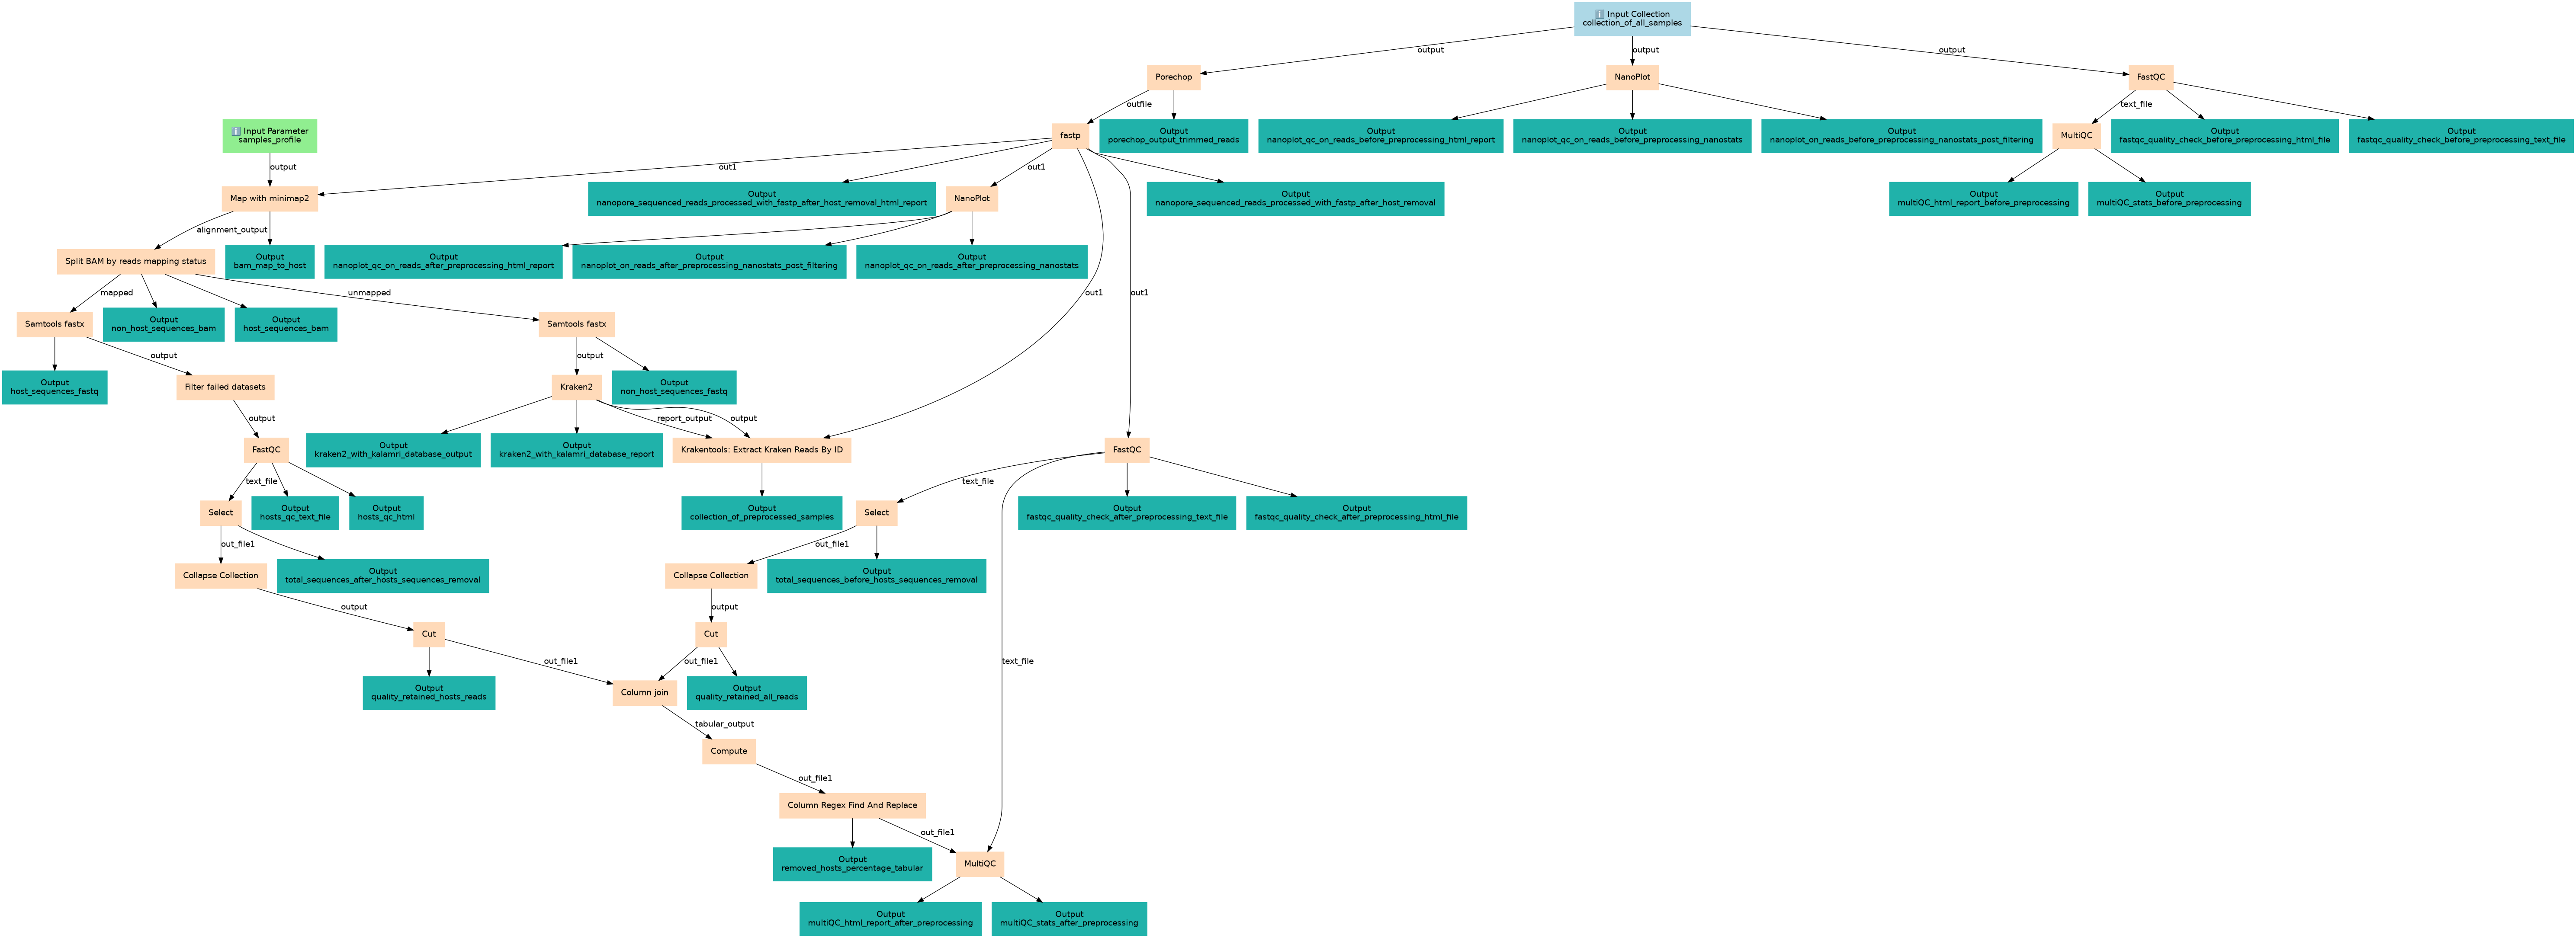 ℹ️ Input Collection
collection_of_all_samples
output
output
output
Porechop
NanoPlot
FastQC
outfile
text_file
ℹ️ Input Parameter
samples_profile
fastp
Output
porechop_output_trimmed_reads
Output
nanoplot_qc_on_reads_before_preprocessing_html_report
Output
nanoplot_qc_on_reads_before_preprocessing_nanostats
Output
nanoplot_on_reads_before_preprocessing_nanostats_post_filtering
MultiQC
Output
fastqc_quality_check_before_preprocessing_html_file
Output
fastqc_quality_check_before_preprocessing_text_file
output
out1
out1
Map with minimap2
Output
nanopore_sequenced_reads_processed_with_fastp_after_host_removal_html_report
NanoPlot
Output
nanopore_sequenced_reads_processed_with_fastp_after_host_removal
Output
multiQC_html_report_before_preprocessing
Output
multiQC_stats_before_preprocessing
alignment_output
Split BAM by reads mapping status
Output
bam_map_to_host
Output
nanoplot_qc_on_reads_after_preprocessing_html_report
Output
nanoplot_on_reads_after_preprocessing_nanostats_post_filtering
Output
nanoplot_qc_on_reads_after_preprocessing_nanostats
mapped
unmapped
out1
out1
Samtools fastx
Output
non_host_sequences_bam
Output
host_sequences_bam
Samtools fastx
output
output
Output
host_sequences_fastq
Filter failed datasets
Kraken2
Output
non_host_sequences_fastq
output
report_output
output
FastQC
Output
kraken2_with_kalamri_database_output
Output
kraken2_with_kalamri_database_report
Krakentools: Extract Kraken Reads By ID
FastQC
text_file
text_file
Select
Output
hosts_qc_text_file
Output
hosts_qc_html
Output
collection_of_preprocessed_samples
Select
Output
fastqc_quality_check_after_preprocessing_text_file
Output
fastqc_quality_check_after_preprocessing_html_file
out_file1
out_file1
Collapse Collection
Output
total_sequences_after_hosts_sequences_removal
Collapse Collection
Output
total_sequences_before_hosts_sequences_removal
output
output
Cut
Cut
out_file1
out_file1
text_file
Output
quality_retained_hosts_reads
Column join
Output
quality_retained_all_reads
tabular_output
Compute
out_file1
Column Regex Find And Replace
out_file1
Output
removed_hosts_percentage_tabular
MultiQC
Output
multiQC_html_report_after_preprocessing
Output
multiQC_stats_after_preprocessing